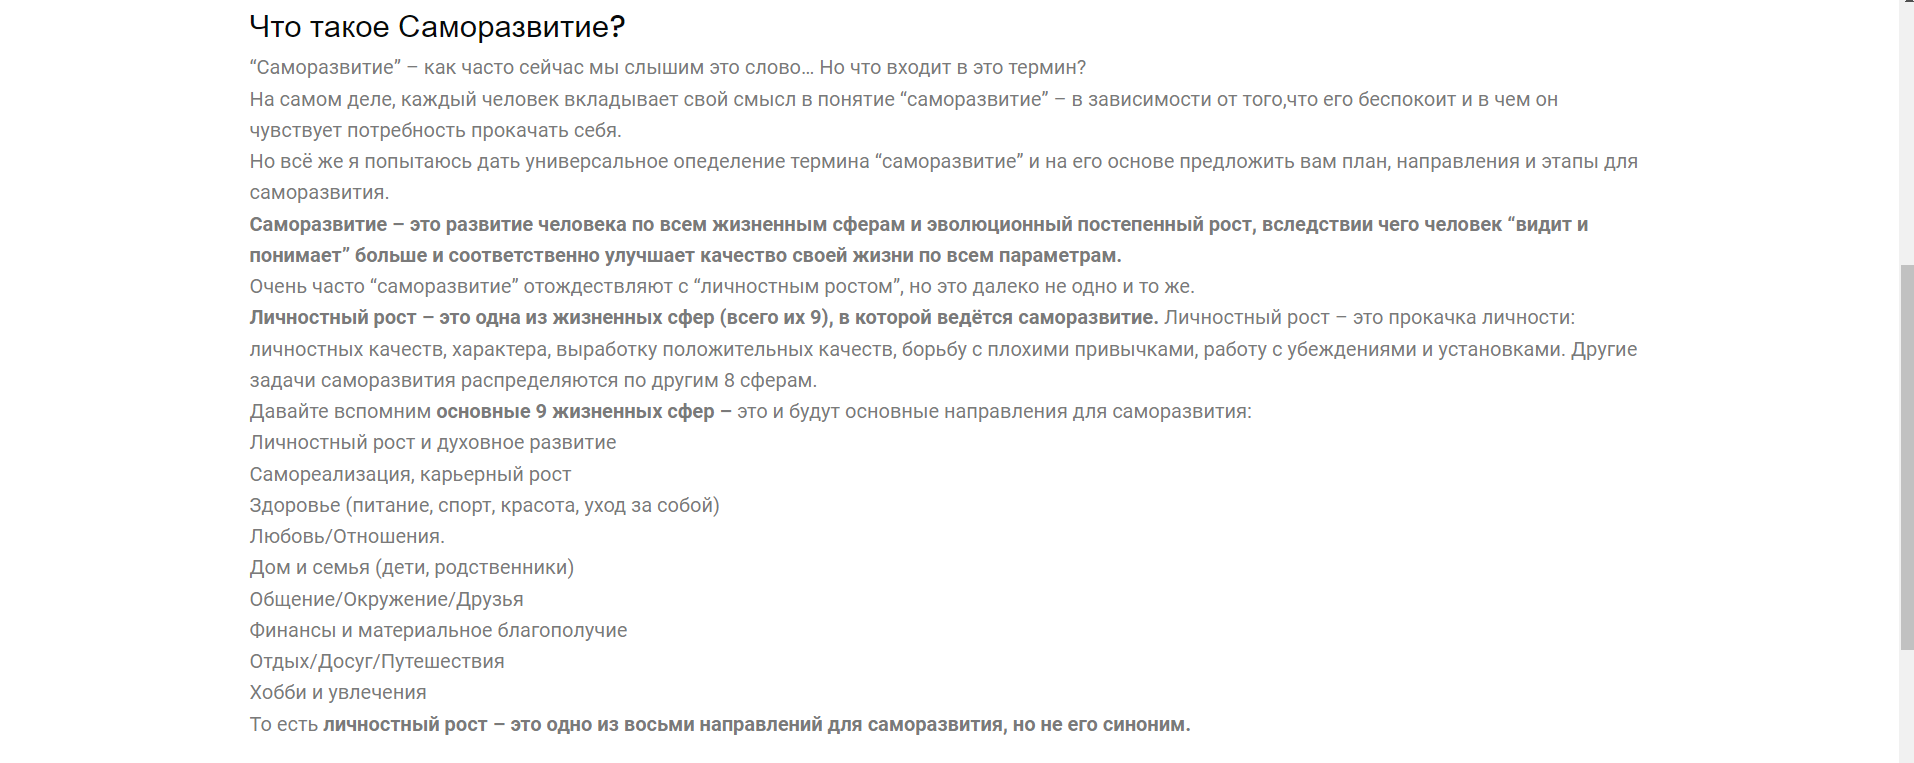 Что такое Саморазвитие?
“Саморазвитие” – как часто сейчас мы слышим это слово… Но что входит в это термин?
На самом деле, каждый человек вкладывает свой смысл в понятие “саморазвитие” – в зависимости от того,что его беспокоит и в чем он
чувствует потребность прокачать себя.
Но всё же я попытаюсь дать универсальное опеделение термина “саморазвитие” и на его основе предложить вам план, направления и этапы для
саморазвития.
Саморазвитие – это развитие человека по всем жизненным сферам и эволюционный постепенный рост, вследствии чего человек “видит и
понимает” больше и соответственно улучшает качество своей жизни по всем параметрам.
Очень часто “саморазвитие” отождествляют с “личностным ростом”, но это далеко не одно и то же.
Личностный рост – это одна из жизненных сфер (всего их 9), в которой ведётся саморазвитие. Личностный рост – это прокачка личности:
личностных качеств, характера, выработку положительных качеств, борьбу с плохими привычками, работу с убеждениями и установками. Другие
задачи саморазвития распределяются по другим 8 сферам.
Давайте вспомним основные 9 жизненных сфер – это и будут основные направления для саморазвития:
Личностный рост и духовное развитие
Самореализация, карьерный рост
Здоровье (питание, спорт, красота, уход за собой)
Любовь/Отношения.
Дом и семья (дети, родственники)
Общение/Окружение/Друзья
Финансы и материальное благополучие
Отдых/Досуг/Путешествия
Хобби и увлечения
То есть личностный рост – это одно из восьми направлений для саморазвития, но не его синоним.